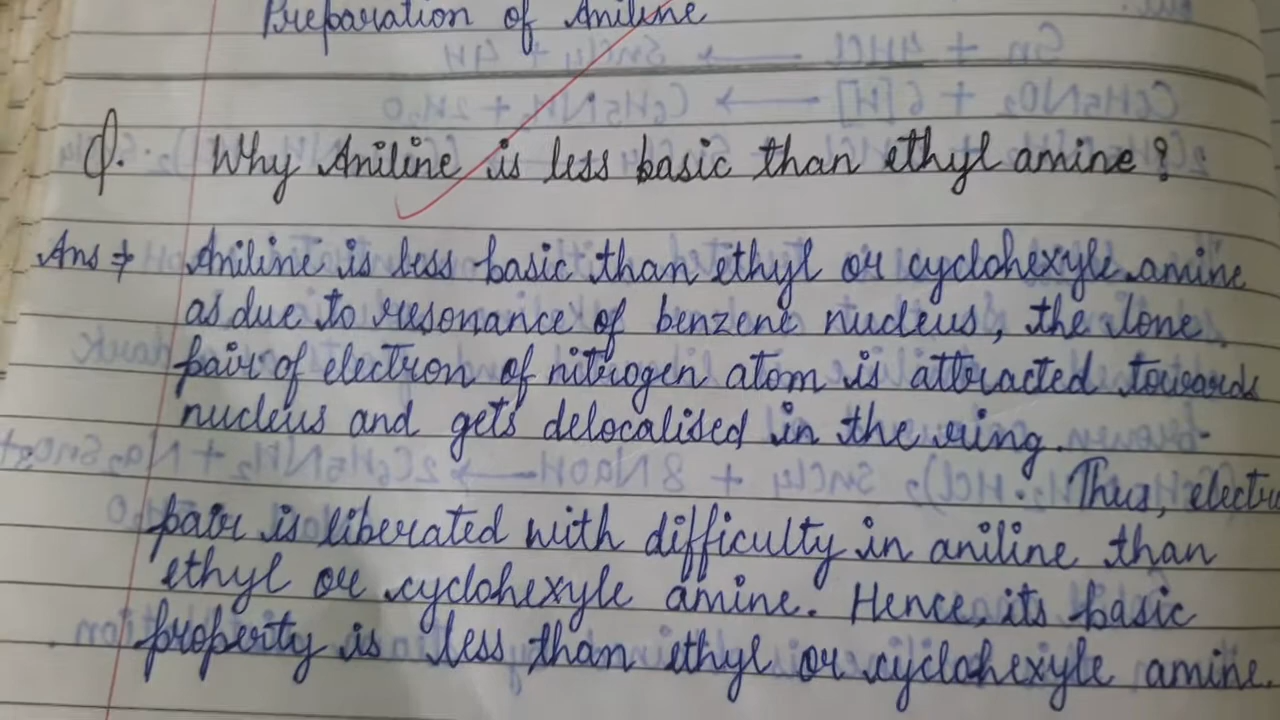 Preparation of Aniline
Q. Why Aniline is less basic than ethyl amine?
Ans → Aniline is less basic than ethyl or cyclohexyle amine
as due to resonance of benzene nucleus, the lone
pair of electron of nitrogen atom is attracted towards
nucleus and gets delocalised in the ring.
Thus, electr
pair is liberated with difficulty in aniline than
ethyl or cyclohexyle amine. Hence, its basic
property is less than ethyl or cyclohexyle amine.